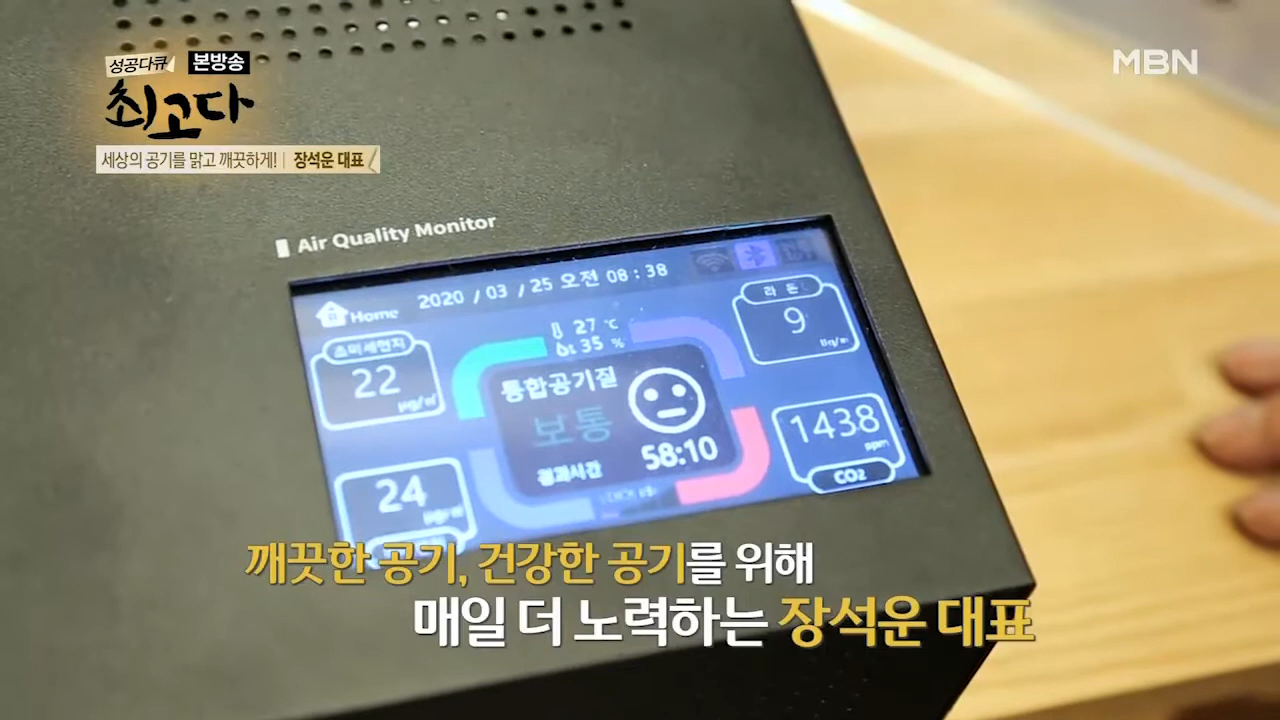 성공다큐 본방송
최고다
세상의 공기를 맑고 깨끗하게! | 장석운 대표
MBN
Air Quality Monitor
Home
2020 / 03 / 25 오전 08 : 38
27 ℃
35 %
초미세먼지
22
µg/㎥
라돈
9
통합공기질
보통
경과시간
58:10
24
1438
ppm
CO2
깨끗한 공기, 건강한 공기를 위해
매일 더 노력하는 장석운 대표